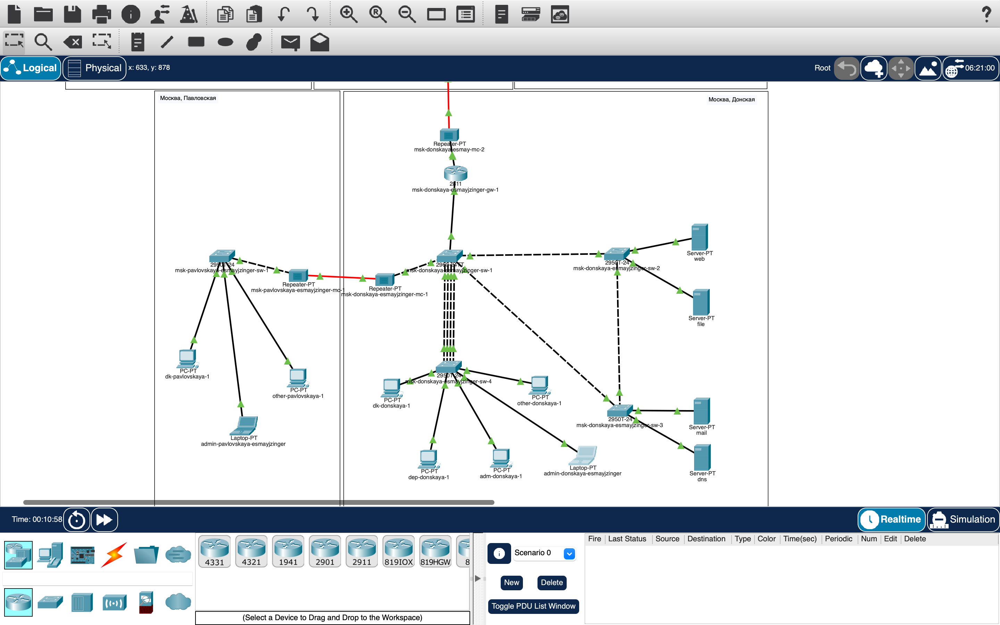 Logical
Physical
x: 633, y: 878
Root
06:21:00
Москва, Павловская
Москва, Донская
Repeater-PT
msk-donskaya-esmay-mc-2
2811
msk-donskaya-esmayjzinger-gw-1
Server-PT
web
2950T-24
msk-pavlovskaya-esmayjzinger-sw-1
2960-24TT
msk-donskaya-esmayjzinger-sw-1
2950T-24
msk-donskaya-esmayjzinger-sw-2
Repeater-PT
msk-pavlovskaya-esmayjzinger-mc-1
Repeater-PT
msk-donskaya-esmayjzinger-mc-1
Server-PT
file
PC-PT
dk-pavlovskaya-1
PC-PT
other-pavlovskaya-1
2950T-24
msk-donskaya-esmayjzinger-sw-4
PC-PT
dk-donskaya-1
PC-PT
other-donskaya-1
2950T-24
msk-donskaya-esmayjzinger-sw-3
Server-PT
mail
Laptop-PT
admin-pavlovskaya-esmayjzinger
PC-PT
dep-donskaya-1
PC-PT
adm-donskaya-1
Laptop-PT
admin-donskaya-esmayjzinger
Server-PT
dns
Time: 00:10:58
Realtime
Simulation
4331
4321
1941
2901
2911
819IOX
819HGW
8
Scenario 0
New
Delete
Toggle PDU List Window
Fire Last Status Source Destination Type Color Time(sec) Periodic Num Edit Delete
(Select a Device to Drag and Drop to the Workspace)